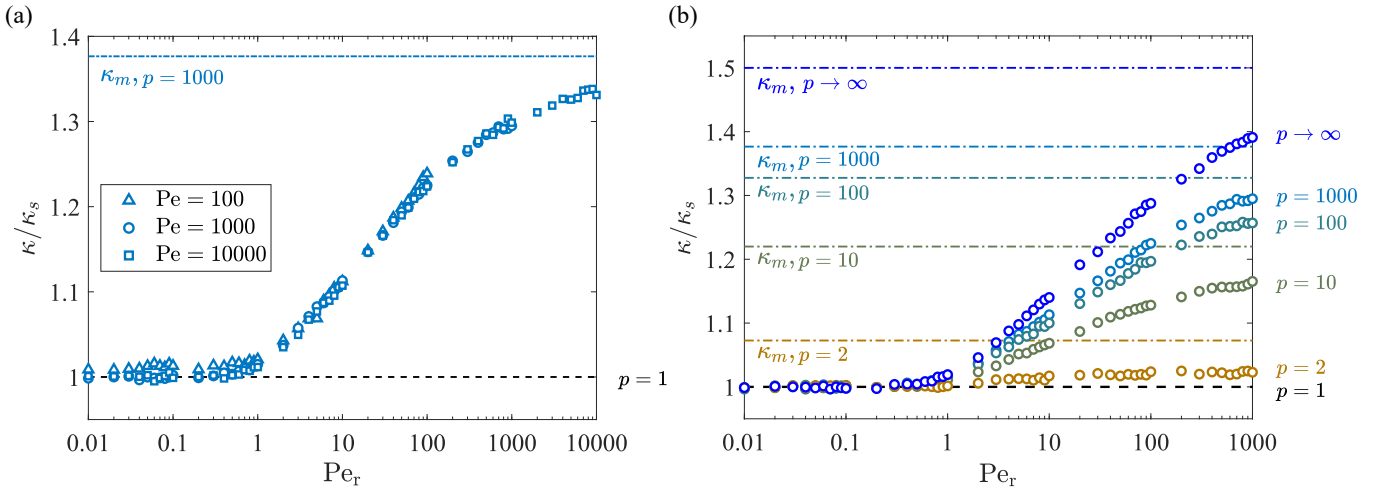 (a)
1.4
1.3
1.2
1.1
1
κ/κₛ
κₘ, p = 1000
Pe = 100
Pe = 1000
Pe = 10000
p = 1
0.01
0.1
1
10
100
1000
10000
Peᵣ
(b)
1.5
1.4
1.3
1.2
1.1
1
κ/κₛ
κₘ, p → ∞
κₘ, p = 1000
κₘ, p = 100
κₘ, p = 10
κₘ, p = 2
p → ∞
p = 1000
p = 100
p = 10
p = 2
p = 1
0.01
0.1
1
10
100
1000
Peᵣ